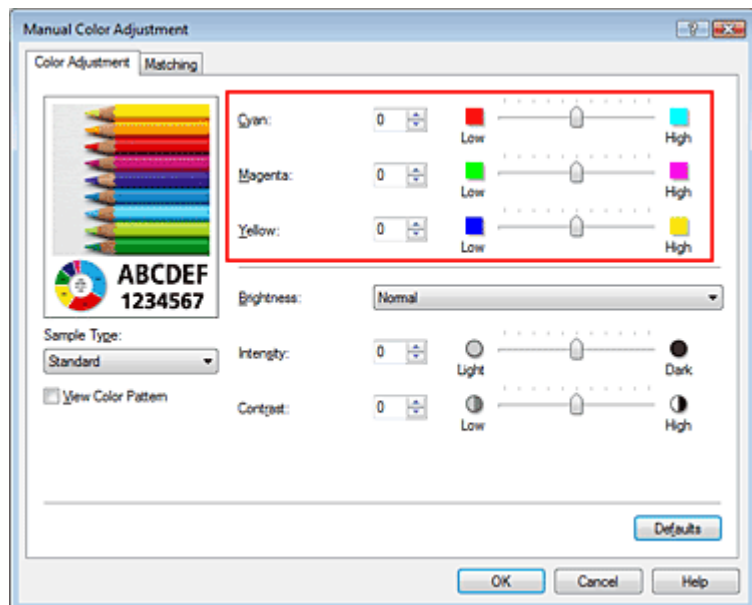 Manual Color Adjustment
Color Adjustment Matching
Cyan: 0 Low High
Magenta: 0 Low High
Yellow: 0 Low High
ABCDEF
1234567
Brightness: Normal
Sample Type:
Standard
Intensity: 0 Light Dark
View Color Pattern
Contrast: 0 Low High
Defaults
OK Cancel Help